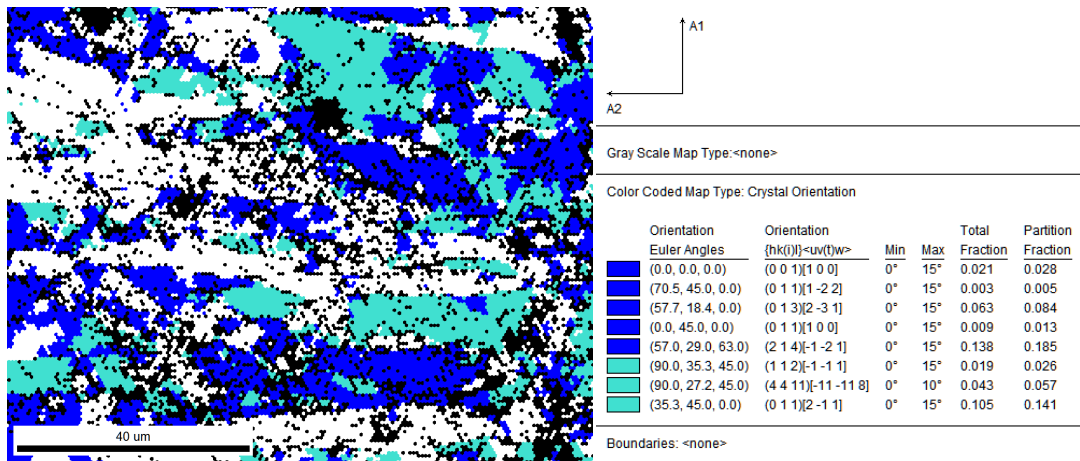 A1
A2
Gray Scale Map Type:<none>
Color Coded Map Type: Crystal Orientation
Orientation Orientation Total Partition
Euler Angles {hk(i)l}<uv(t)w> Min Max Fraction Fraction
(0.0, 0.0, 0.0) (0 0 1)[1 0 0] 0° 15° 0.021 0.028
(70.5, 45.0, 0.0) (0 1 1)[1 -2 2] 0° 15° 0.003 0.005
(57.7, 18.4, 0.0) (0 1 3)[2 -3 1] 0° 15° 0.063 0.084
(0.0, 45.0, 0.0) (0 1 1)[1 0 0] 0° 15° 0.009 0.013
(57.0, 29.0, 63.0) (2 1 4)[-1 -2 1] 0° 15° 0.138 0.185
(90.0, 35.3, 45.0) (1 1 2)[-1 -1 1] 0° 15° 0.019 0.026
(90.0, 27.2, 45.0) (4 4 11)[-11 -11 8] 0° 10° 0.043 0.057
(35.3, 45.0, 0.0) (0 1 1)[2 -1 1] 0° 15° 0.105 0.141
40 um
Boundaries: <none>